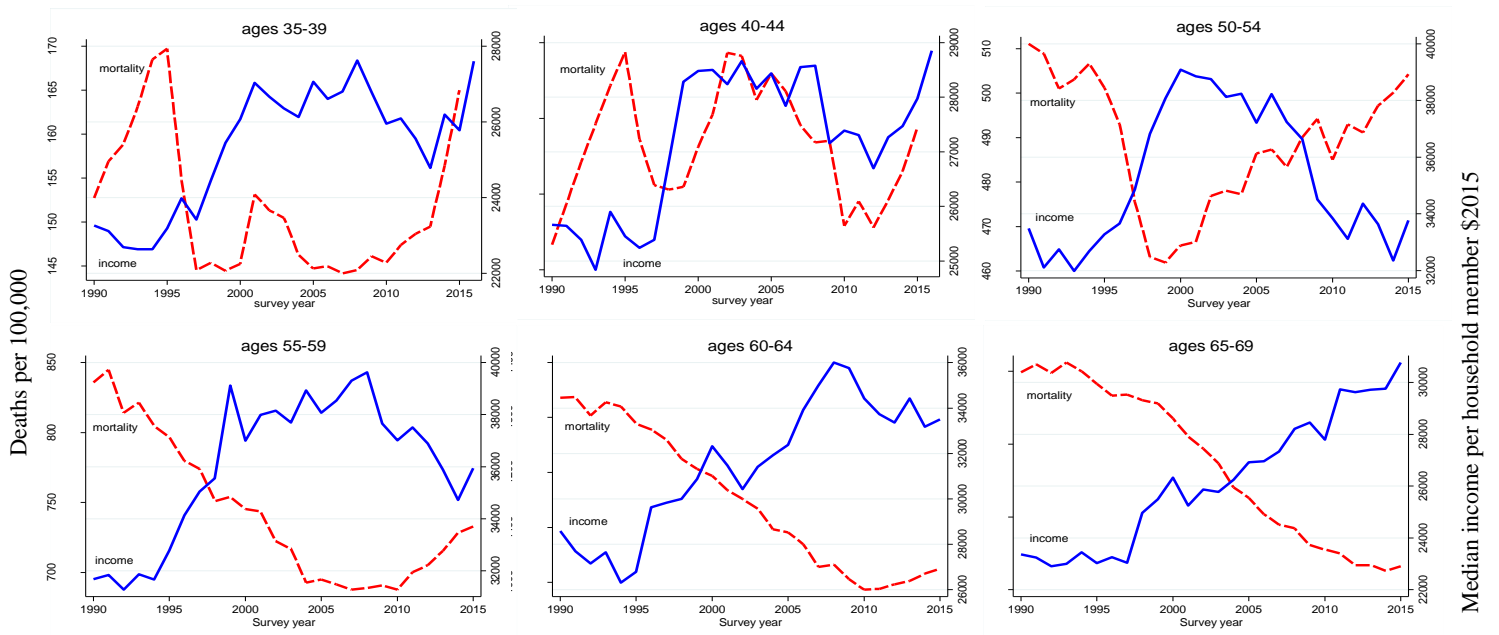 Deaths per 100,000
ages 35-39
170
165
160
155
150
145
28000
26000
24000
22000
mortality
income
1990 1995 2000 2005 2010 2015
survey year
ages 40-44
29000
28000
27000
26000
25000
mortality
income
1990 1995 2000 2005 2010 2015
survey year
ages 50-54
510
500
490
480
470
460
40000
38000
36000
34000
32000
mortality
income
1990 1995 2000 2005 2010 2015
Survey year
ages 55-59
850
800
750
700
40000
38000
36000
34000
32000
mortality
income
1990 1995 2000 2005 2010 2015
Survey year
ages 60-64
36000
34000
32000
30000
28000
26000
mortality
income
1990 1995 2000 2005 2010 2015
Survey year
ages 65-69
30000
28000
26000
24000
22000
mortality
income
1990 1995 2000 2005 2010 2015
Survey year
Median income per household member $2015